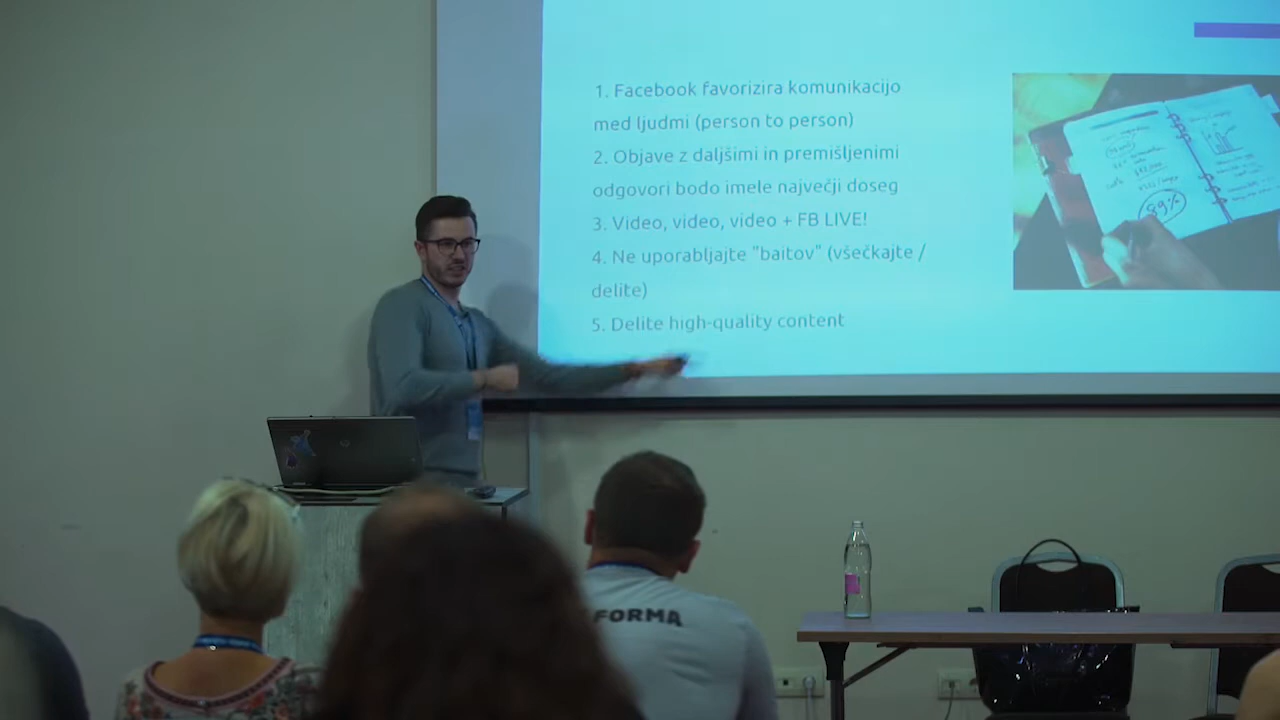 1. Facebook favorizira komunikacijo
med ljudmi (person to person)
2. Objave z daljšimi in premišljenimi
odgovori bodo imele največji doseg
3. Video, video, video + FB LIVE!
4. Ne uporabljajte "baitov" (všečkajte /
delite)
5. Delite high-quality content
89%
FORMA